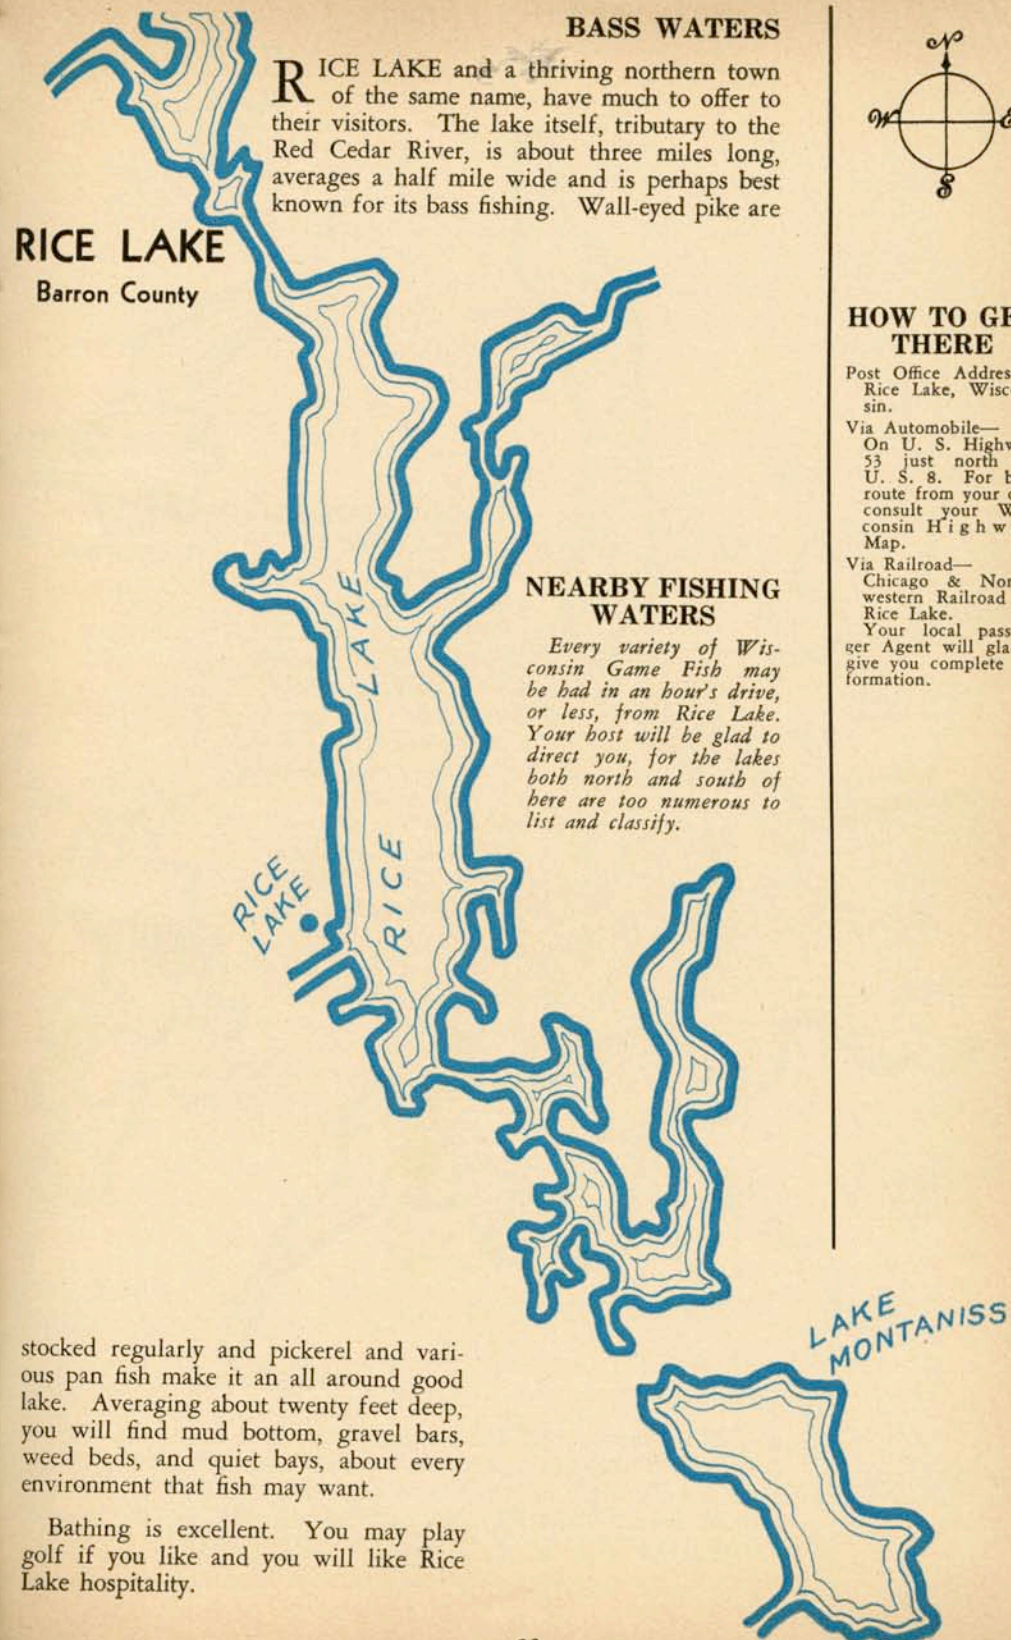 BASS WATERS
RICE LAKE and a thriving northern town
of the same name, have much to offer to
their visitors. The lake itself, tributary to the
Red Cedar River, is about three miles long,
averages a half mile wide and is perhaps best
known for its bass fishing. Wall-eyed pike are
RICE LAKE
Barron County
NEARBY FISHING
WATERS
Every variety of Wis-
consin Game Fish may
be had in an hour's drive,
or less, from Rice Lake.
Your host will be glad to
direct you, for the lakes
both north and south of
here are too numerous to
list and classify.
RICE LAKE
RICE
LAKE
stocked regularly and pickerel and vari-
ous pan fish make it an all around good
lake. Averaging about twenty feet deep,
you will find mud bottom, gravel bars,
weed beds, and quiet bays, about every
environment that fish may want.
Bathing is excellent. You may play
golf if you like and you will like Rice
Lake hospitality.
LAKE
MONTANISS
N
W
S
HOW TO
THERE
Post Office
Rice Lake,
sin.
Via Automobile—
On U. S.
53 just north
U. S. 8. For
route from your
consult your
consin H i g h w
Map.
Via Railroad—
Chicago &
western Railroad
Rice Lake.
Your local
ger Agent will
give you complete
formation.